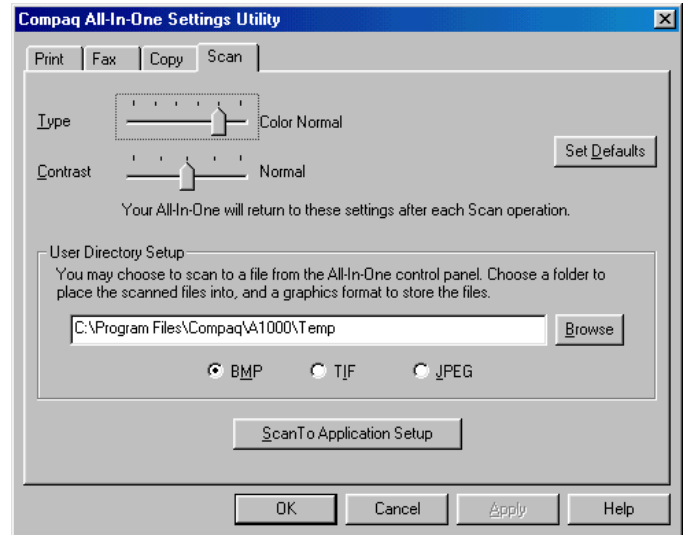 Compaq All-In-One Settings Utility
Print Fax Copy Scan
Type Color Normal
Set Defaults
Contrast Normal
Your All-In-One will return to these settings after each Scan operation.
User Directory Setup
You may choose to scan to a file from the All-In-One control panel. Choose a folder to
place the scanned files into, and a graphics format to store the files.
C:\Program Files\Compaq\A1000\Temp Browse
BMP TIF JPEG
ScanTo Application Setup
OK Cancel Apply Help